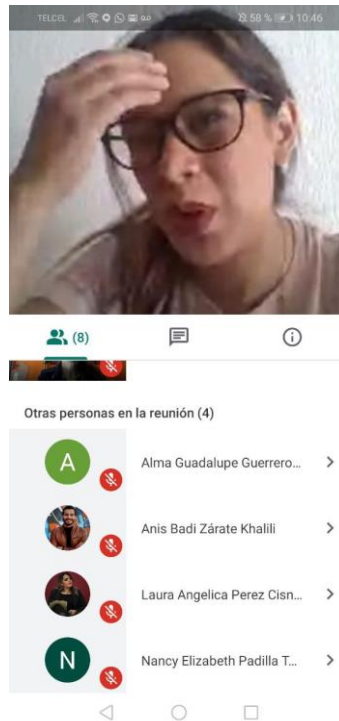 TELCEL 58 % 10:46
(8)
Otras personas en la reunión (4)
A Alma Guadalupe Guerrero...
Anis Badi Zárate Khalili
Laura Angelica Perez Cisn...
N Nancy Elizabeth Padilla T...